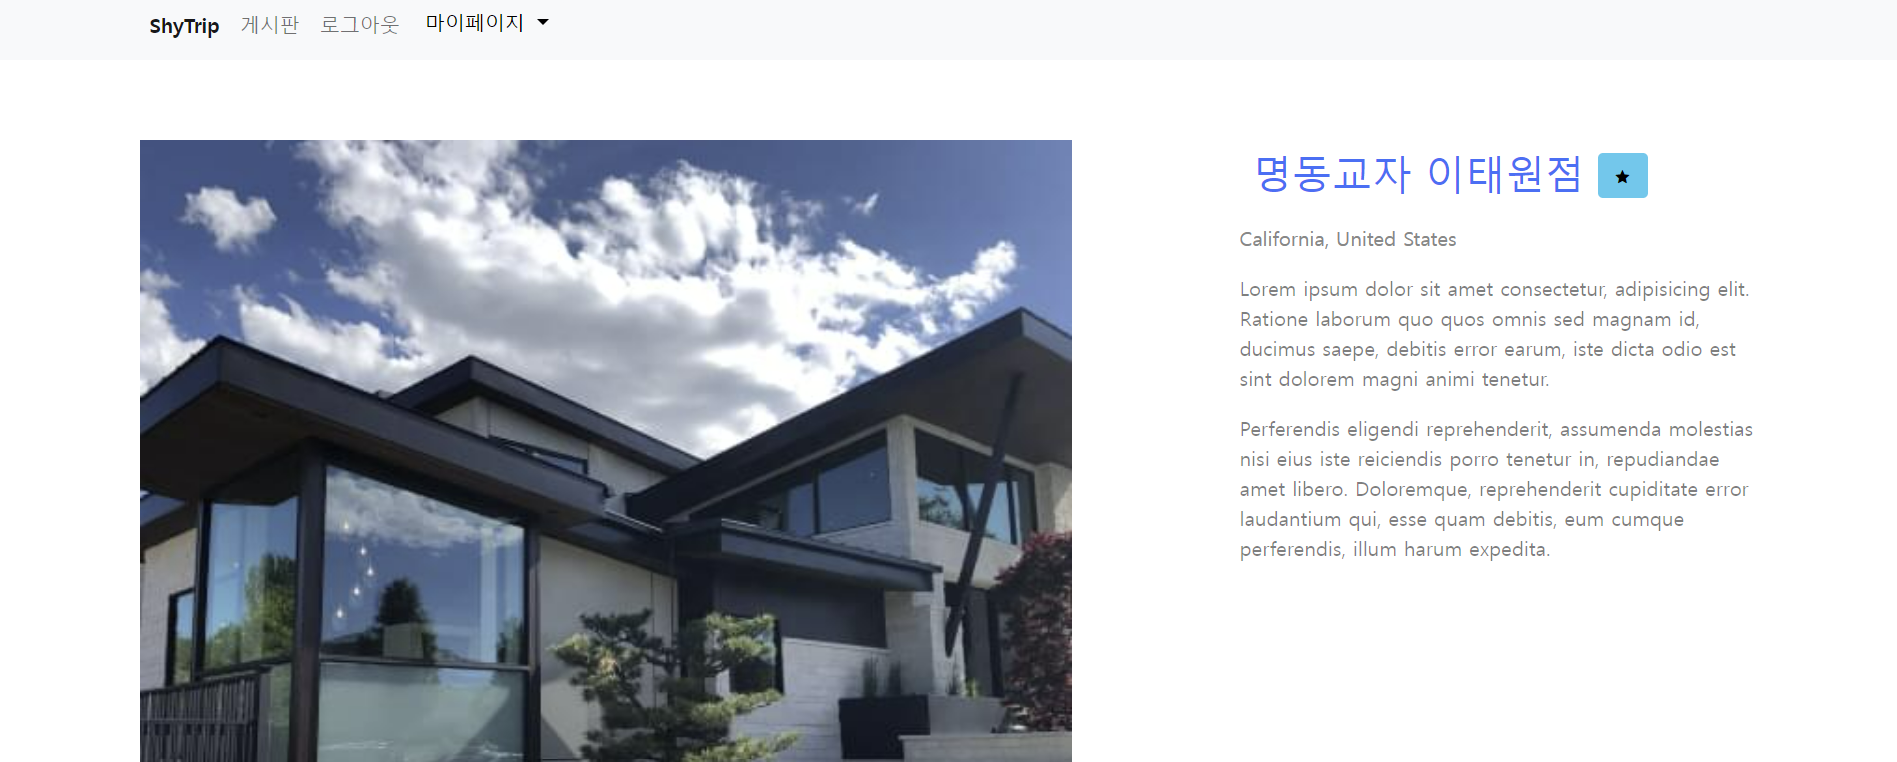 ShyTrip 게시판 로그아웃 마이페이지
명동교자 이태원점
California, United States
Lorem ipsum dolor sit amet consectetur, adipisicing elit.
Ratione laborum quo quos omnis sed magnam id,
ducimus saepe, debitis error earum, iste dicta odio est
sint dolorem magni animi tenetur.
Perferendis eligendi reprehenderit, assumenda molestias
nisi eius iste reiciendis porro tenetur in, repudiandae
amet libero. Doloremque, reprehenderit cupiditate error
laudantium qui, esse quam debitis, eum cumque
perferendis, illum harum expedita.